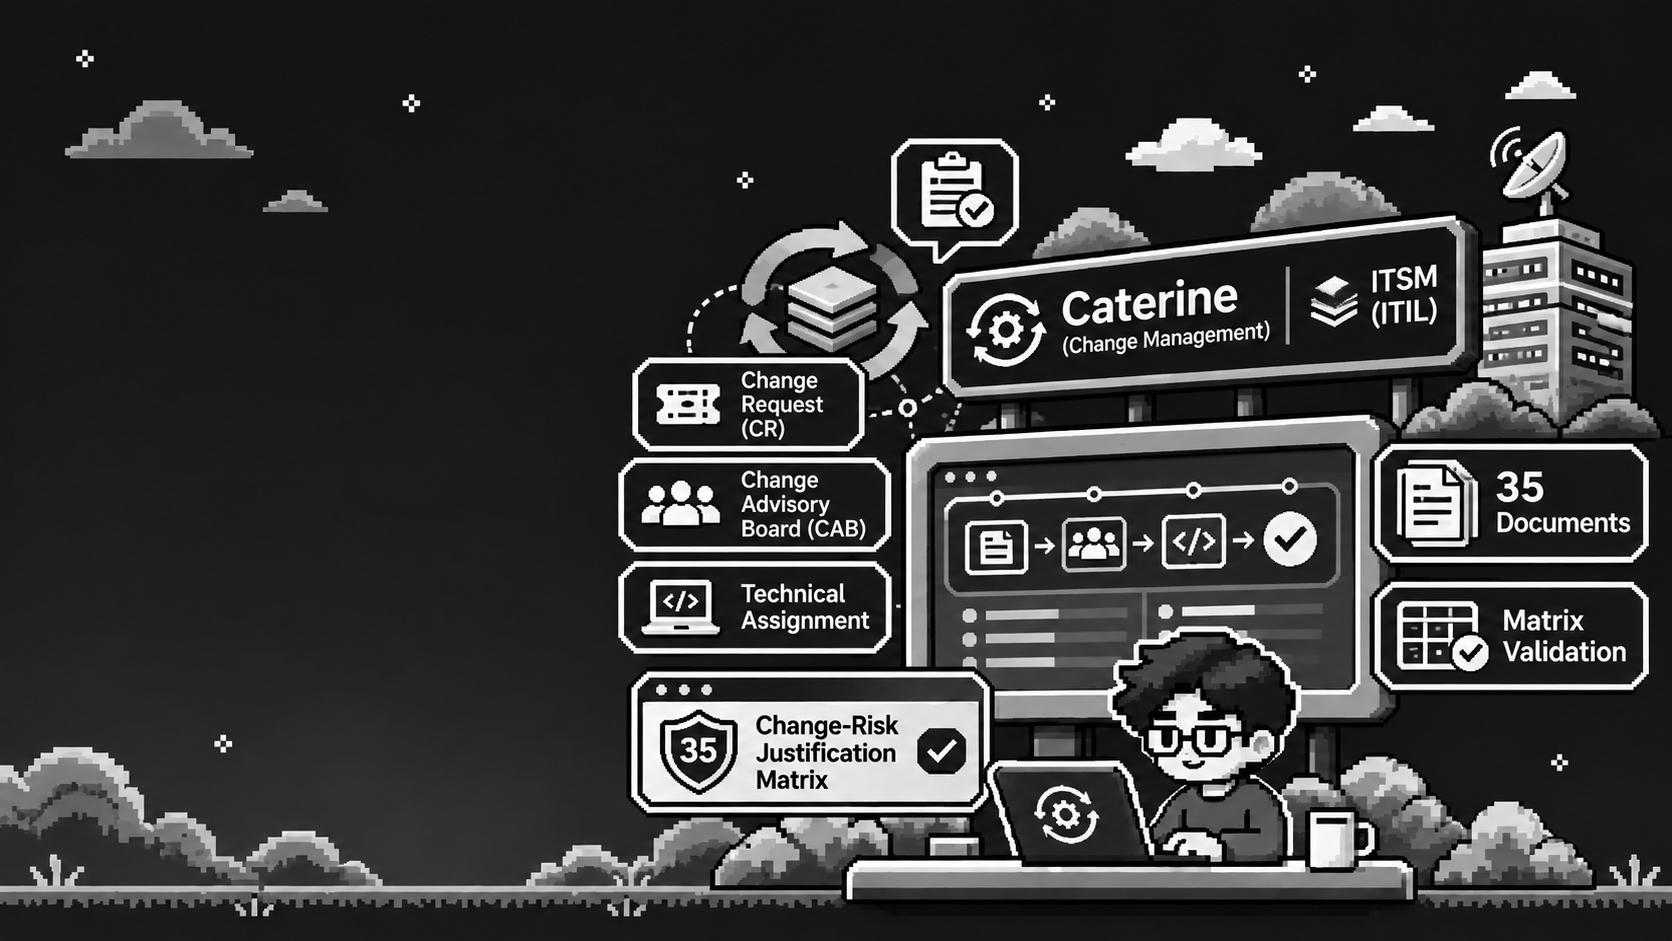 Caterine
(Change Management)
ITSM
(ITIL)
Change
Request
(CR)
Change
Advisory
Board (CAB)
Technical
Assignment
35
Change-Risk
Justification
Matrix
35
Documents
Matrix
Validation